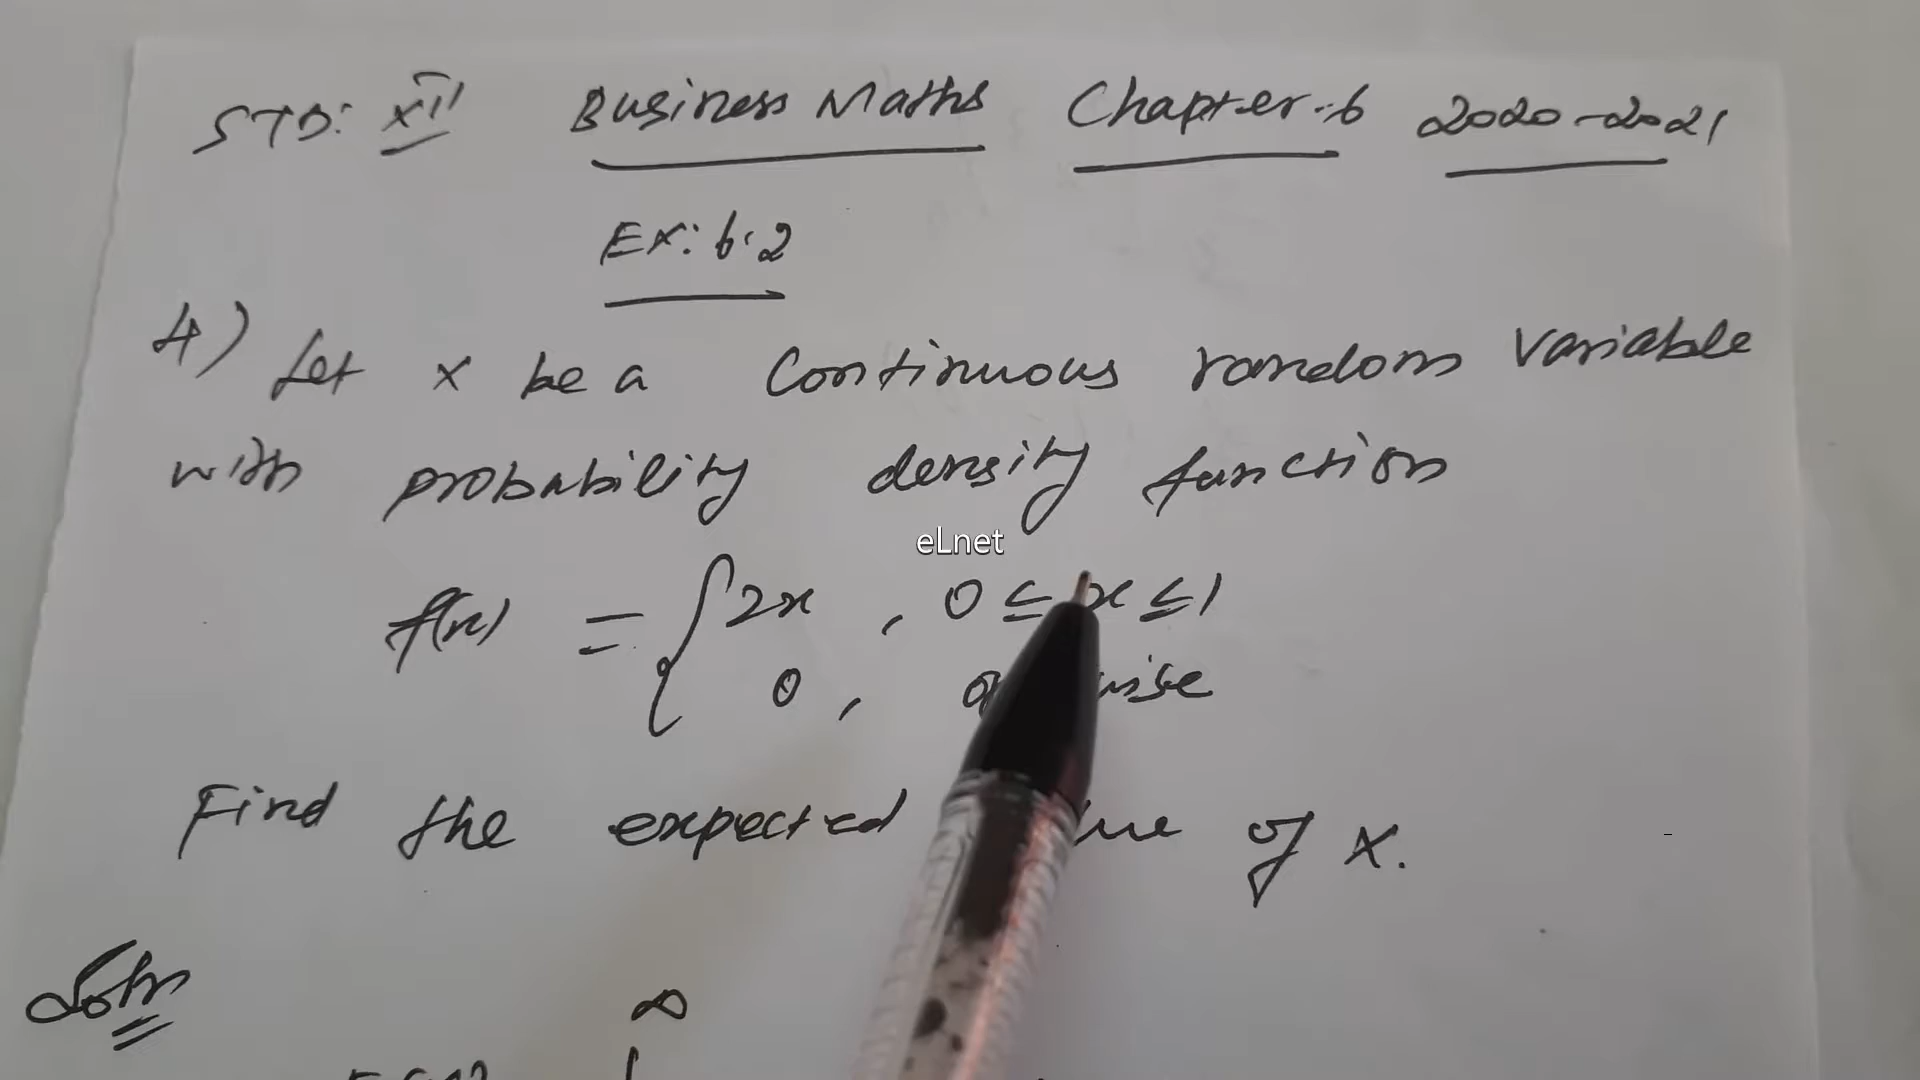 STD: XII Business Maths Chapter:6 2020-2021
Ex: 6.2
4) Let x be a Continuous random variable
with probability density function
eLnet
f(x) = { 2x , 0 ≤ x ≤ 1
0 ,
Find the expected of x.
Soln
∞